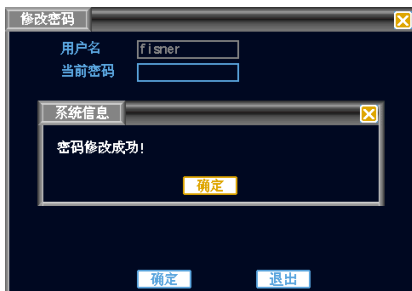 修改密码
用户名 fisner
当前密码
系统信息
密码修改成功!
确定
确定 退出